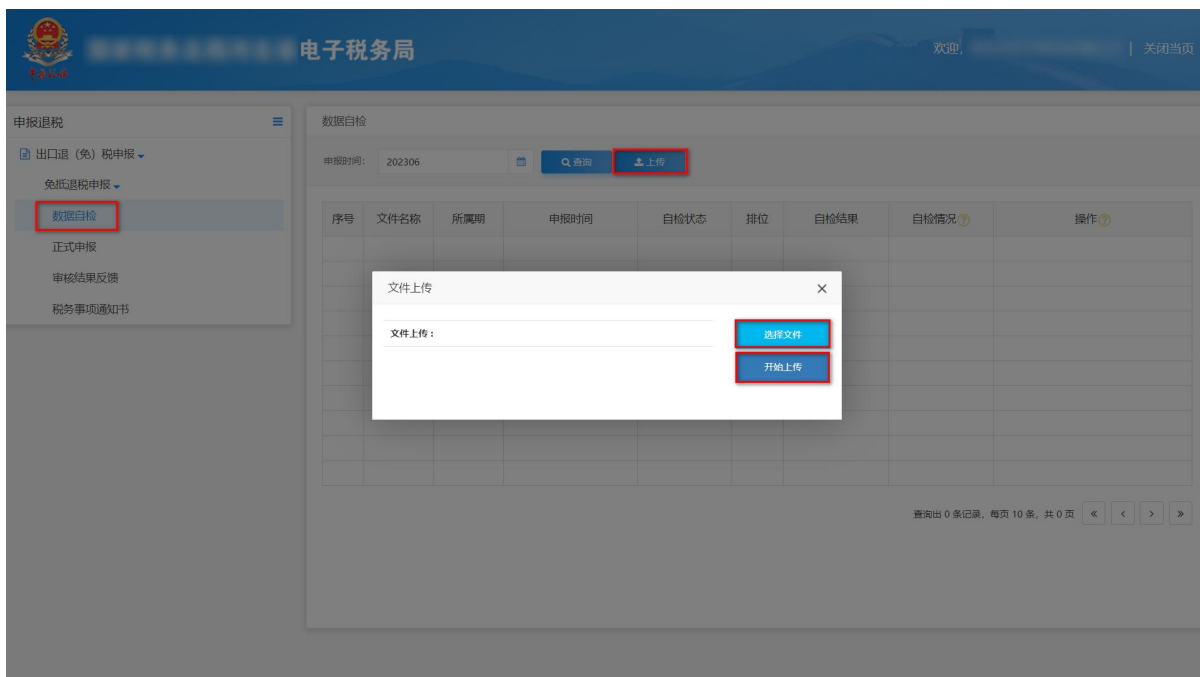 电子税务局
欢迎,
| 关闭当页
申报退税
出口退（免）税申报
免抵退税申报
数据自检
正式申报
审核结果反馈
税务事项通知书
数据自检
申报时间: 202306 查询 上传
序号 文件名称 所属期 申报时间 自检状态 排位 自检结果 自检情况? 操作?
文件上传 ×
文件上传： 选择文件
开始上传
查询出 0 条记录, 每页 10 条, 共 0 页 « < > »